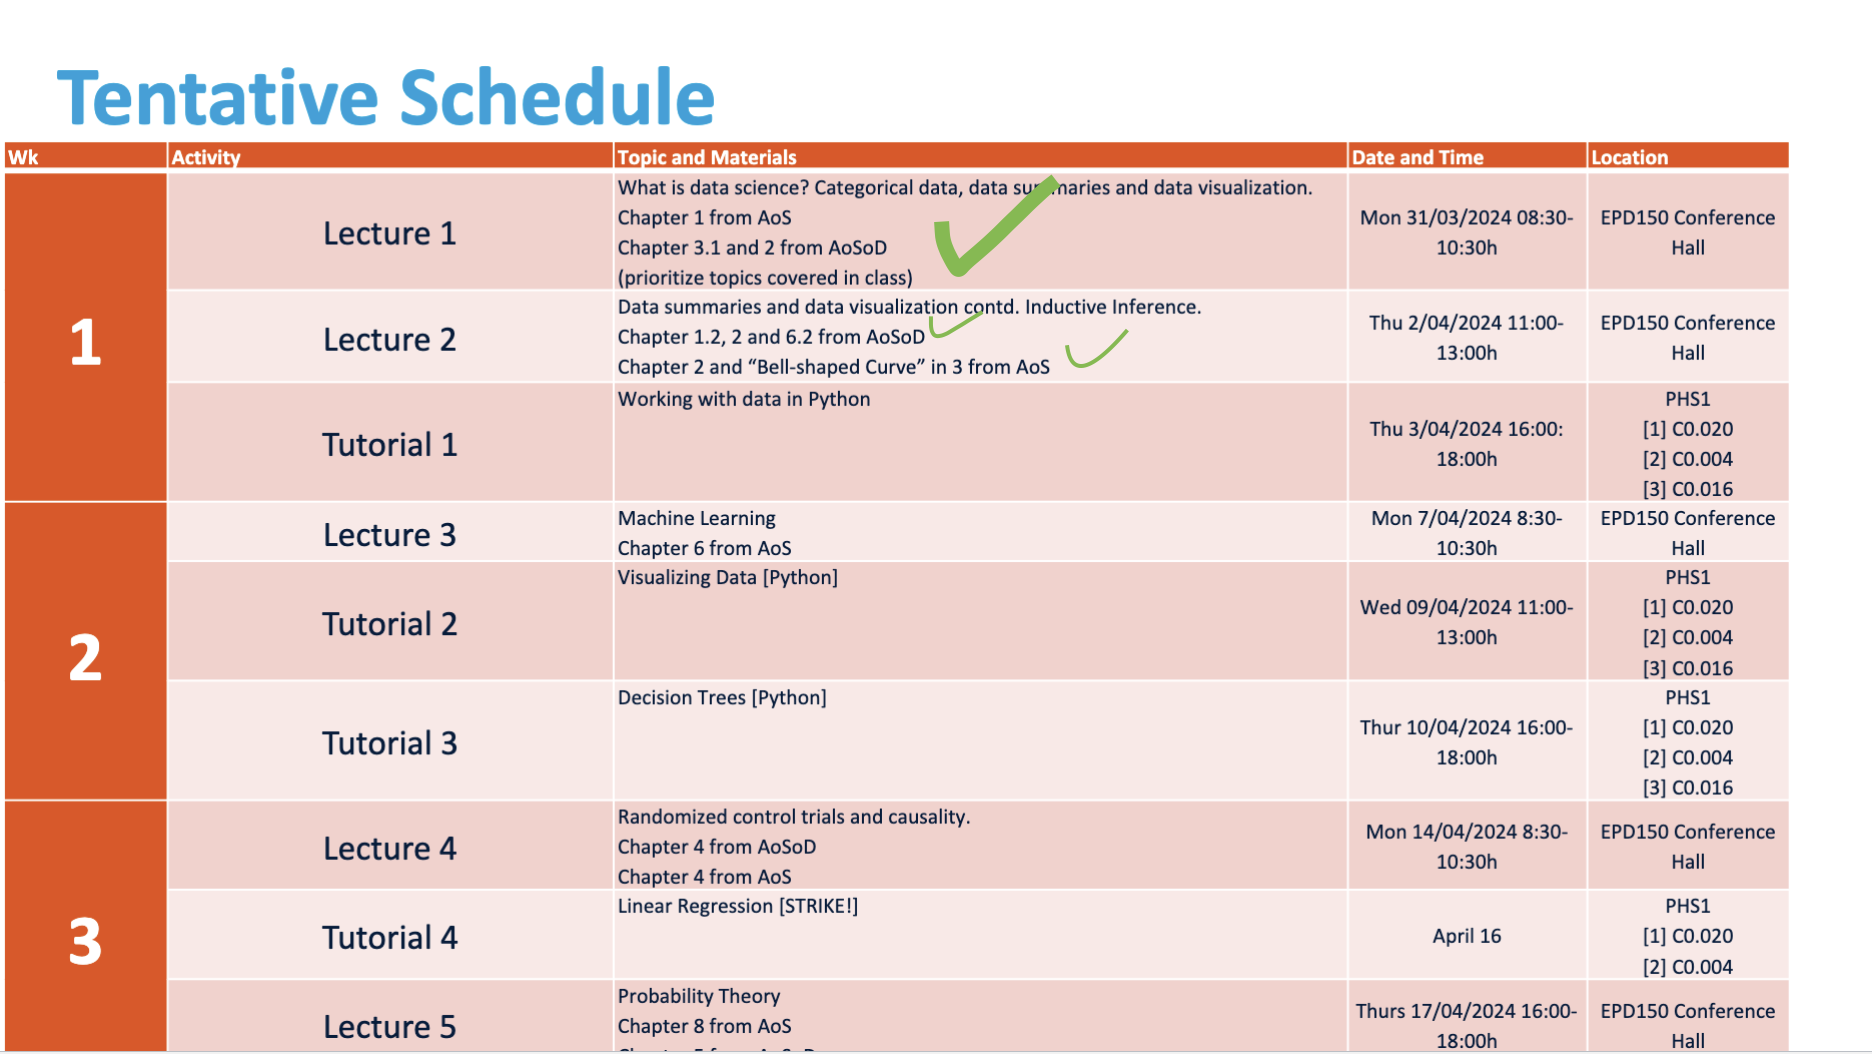 Tentative Schedule
Wk
Activity
Topic and Materials
Date and Time
Location
1
Lecture 1
What is data science? Categorical data, data summaries and data visualization.
Chapter 1 from AoS
Chapter 3.1 and 2 from AoSoD
(prioritize topics covered in class)
Mon 31/03/2024 08:30-
10:30h
EPD150 Conference
Hall
Lecture 2
Data summaries and data visualization contd. Inductive Inference.
Chapter 1.2, 2 and 6.2 from AoSoD
Chapter 2 and “Bell-shaped Curve” in 3 from AoS
Thu 2/04/2024 11:00-
13:00h
EPD150 Conference
Hall
Tutorial 1
Working with data in Python
Thu 3/04/2024 16:00:
18:00h
PHS1
[1] C0.020
[2] C0.004
[3] C0.016
2
Lecture 3
Machine Learning
Chapter 6 from AoS
Mon 7/04/2024 8:30-
10:30h
EPD150 Conference
Hall
Tutorial 2
Visualizing Data [Python]
Wed 09/04/2024 11:00-
13:00h
PHS1
[1] C0.020
[2] C0.004
[3] C0.016
Tutorial 3
Decision Trees [Python]
Thur 10/04/2024 16:00-
18:00h
PHS1
[1] C0.020
[2] C0.004
[3] C0.016
3
Lecture 4
Randomized control trials and causality.
Chapter 4 from AoSoD
Chapter 4 from AoS
Mon 14/04/2024 8:30-
10:30h
EPD150 Conference
Hall
Tutorial 4
Linear Regression [STRIKE!]
April 16
PHS1
[1] C0.020
[2] C0.004
Lecture 5
Probability Theory
Chapter 8 from AoS
Thurs 17/04/2024 16:00-
18:00h
EPD150 Conference
Hall